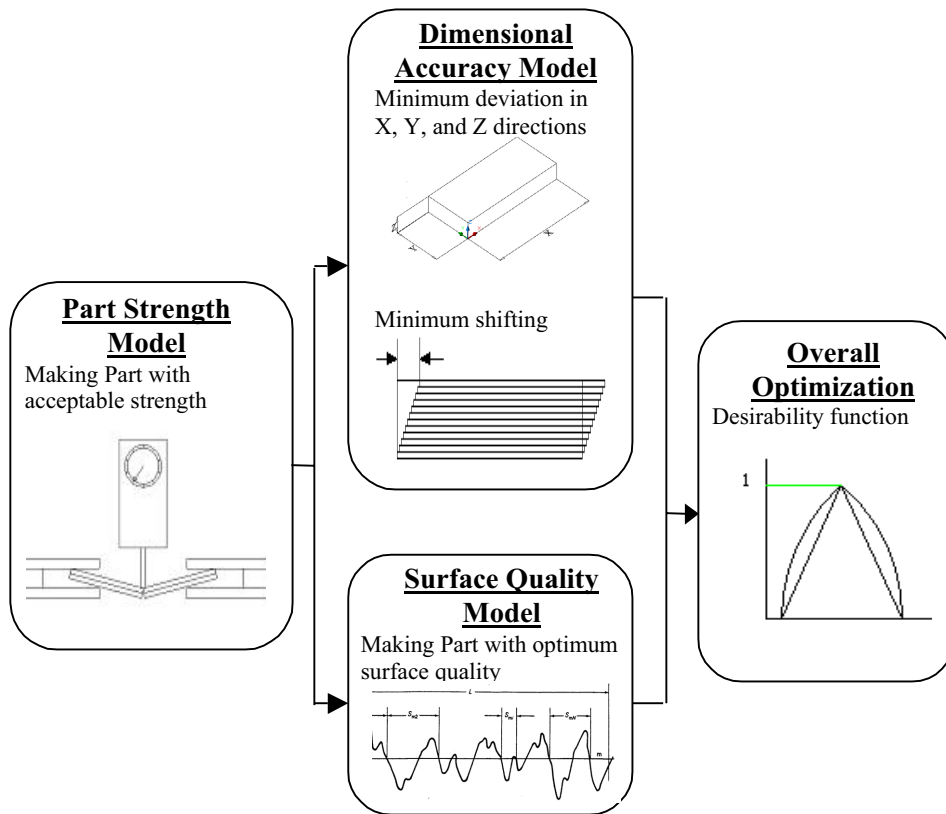 Part Strength
Model
Making Part with
acceptable strength
Dimensional
Accuracy Model
Minimum deviation in
X, Y, and Z directions
Z
Y
X
Minimum shifting
Surface Quality
Model
Making Part with optimum
surface quality
L
m
Overall
Optimization
Desirability function
1